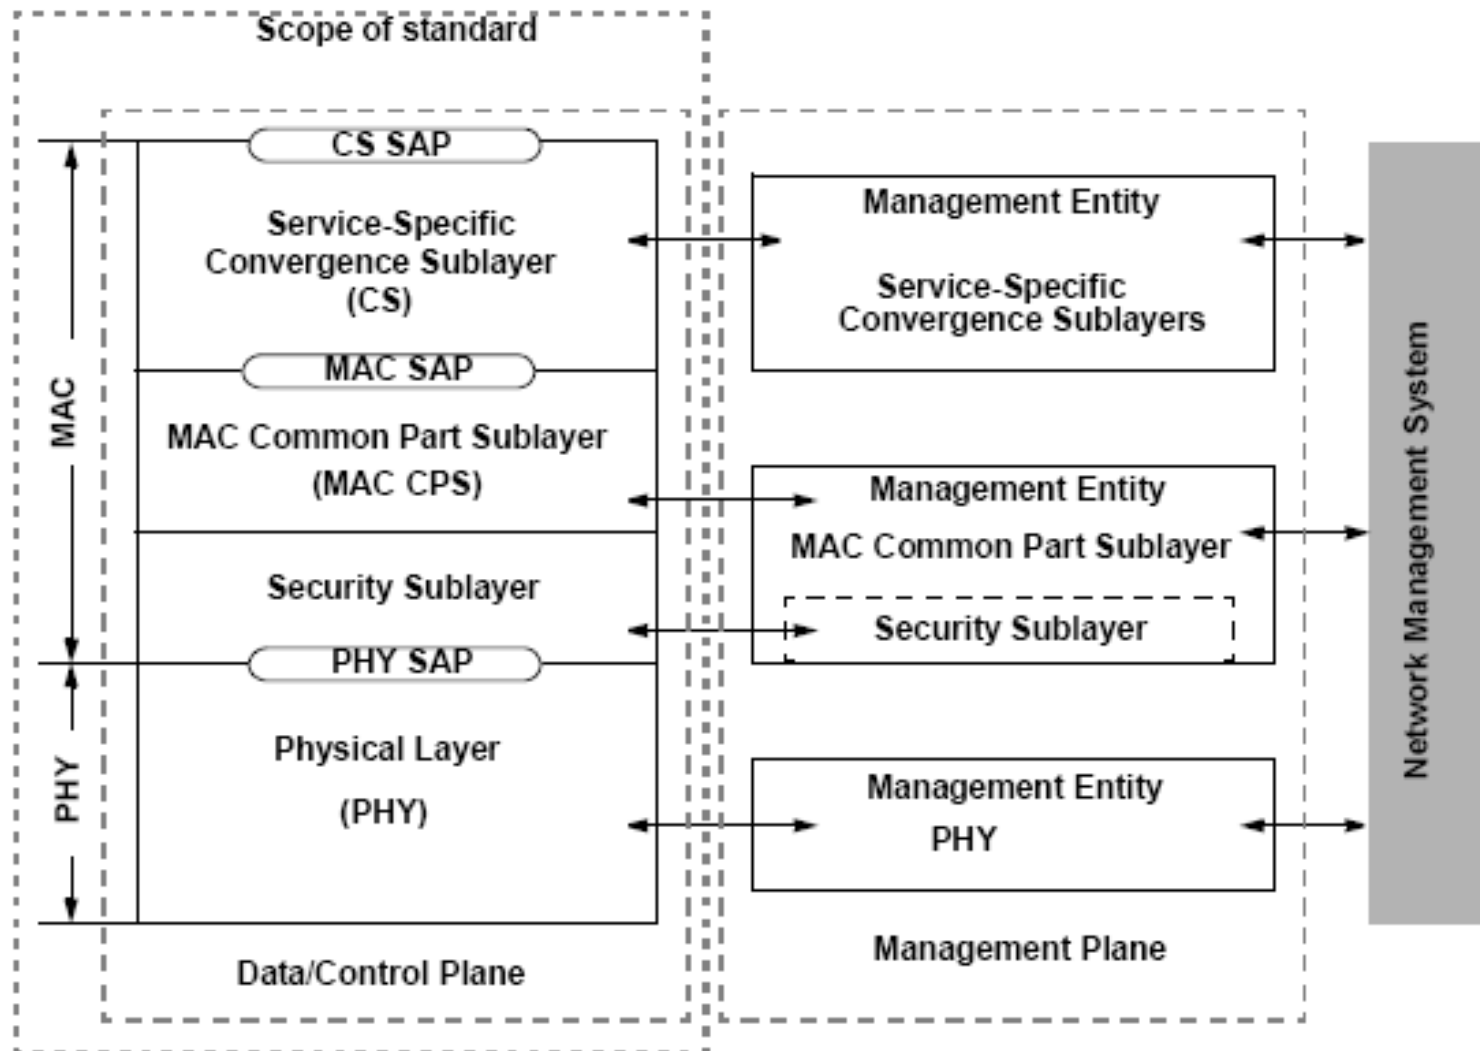 Scope of standard
CS SAP
Service-Specific
Convergence Sublayer
(CS)
MAC SAP
MAC Common Part Sublayer
(MAC CPS)
Security Sublayer
PHY SAP
Physical Layer
(PHY)
Data/Control Plane
MAC
PHY
Management Entity
Service-Specific
Convergence Sublayers
Management Entity
MAC Common Part Sublayer
Security Sublayer
Management Entity
PHY
Management Plane
Network Management System